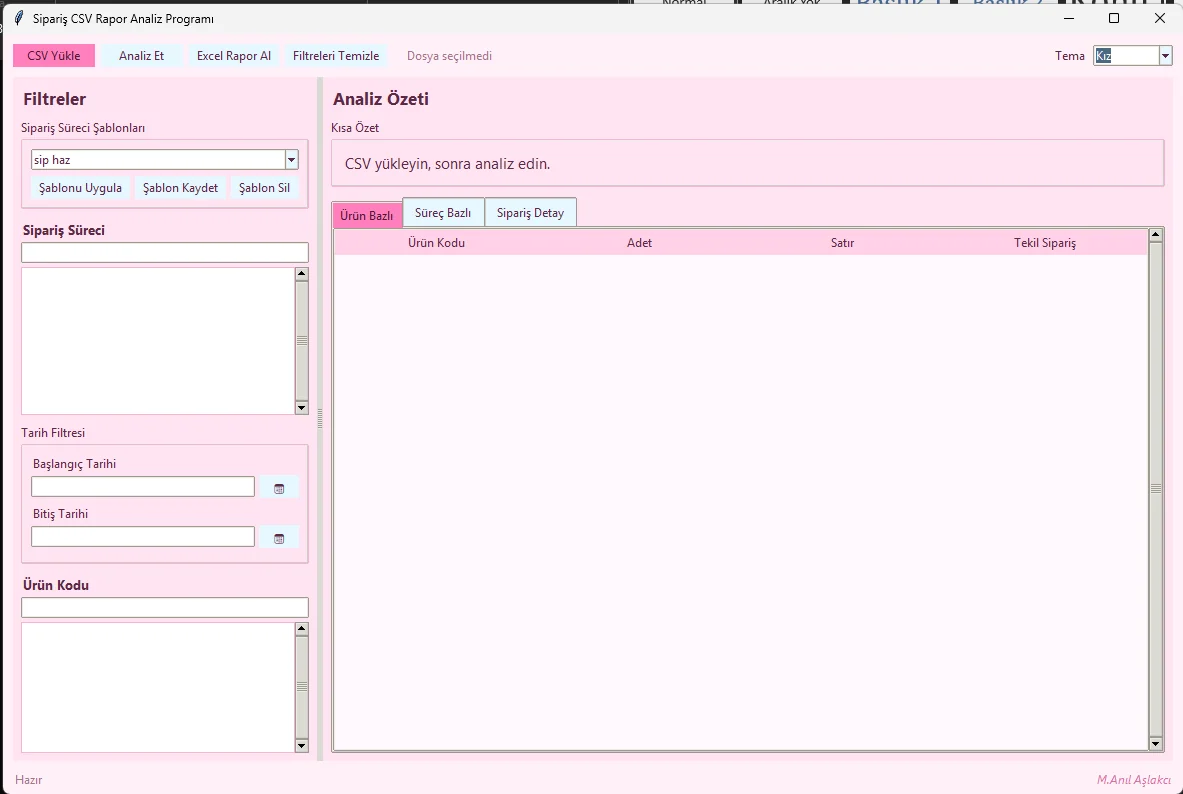 Sipariş CSV Rapor Analiz Programı
CSV Yükle Analiz Et Excel Rapor Al Filtreleri Temizle Dosya seçilmedi Tema Kız
Filtreler
Sipariş Süreci Şablonları
sip haz
Şablonu Uygula Şablon Kaydet Şablon Sil
Sipariş Süreci
Tarih Filtresi
Başlangıç Tarihi
Bitiş Tarihi
Ürün Kodu
Analiz Özeti
Kısa Özet
CSV yükleyin, sonra analiz edin.
Ürün Bazlı Süreç Bazlı Sipariş Detay
Ürün Kodu Adet Satır Tekil Sipariş
Hazır
M.Anıl Aşlakcı